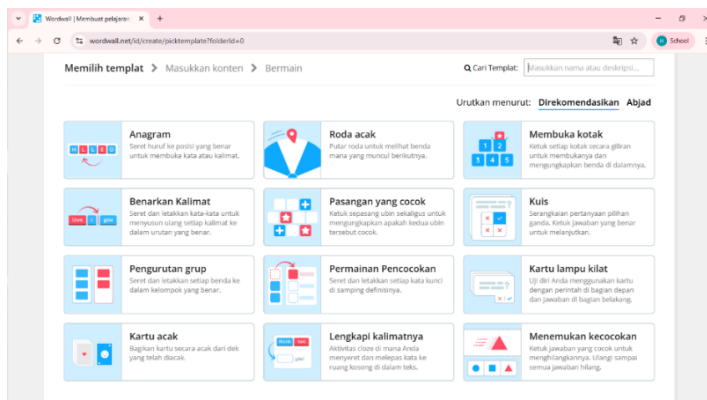 Wordwall | Membuat pelajaran
wordwall.net/id/create/picktemplate?folderId=0
School
Memilih templat > Masukkan konten > Bermain
Cari Templat: Masukkan nama atau deskripsi...
Urutkan menurut: Direkomendasikan Abjad
Anagram
Seret huruf ke posisi yang benar
untuk membuka kata atau kalimat.
Roda acak
Putar roda untuk melihat benda
mana yang muncul berikutnya.
Membuka kotak
Ketuk setiap kotak secara giliran
untuk membukanya dan
mengungkapkan benda di dalamnya.
Benarkan Kalimat
Seret dan letakkan kata-kata untuk
menyusun ulang setiap kalimat ke
dalam urutan yang benar.
Pasangan yang cocok
Ketuk sepasang ubin sekaligus untuk
mengungkapkan apakah kedua ubin
tersebut cocok.
Kuis
Serangkaian pertanyaan pilihan
ganda. Ketuk jawaban yang benar
untuk melanjutkan.
Pengurutan grup
Seret dan letakkan setiap benda ke
dalam kelompok yang benar.
Permainan Pencocokan
Seret dan letakkan setiap kata kunci
di samping definisinya.
Kartu lampu kilat
Uji diri Anda menggunakan kartu
dengan perintah di bagian depan
dan jawaban di bagian belakang.
Kartu acak
Bagikan kartu secara acak dari dek
yang telah diacak.
Lengkapi kalimatnya
Aktivitas cloze di mana Anda
menyeret dan melepas kata ke
ruang kosong di dalam teks.
Menemukan kecocokan
Ketuk jawaban yang cocok untuk
menghilangkannya. Ulangi sampai
semua jawaban hilang.